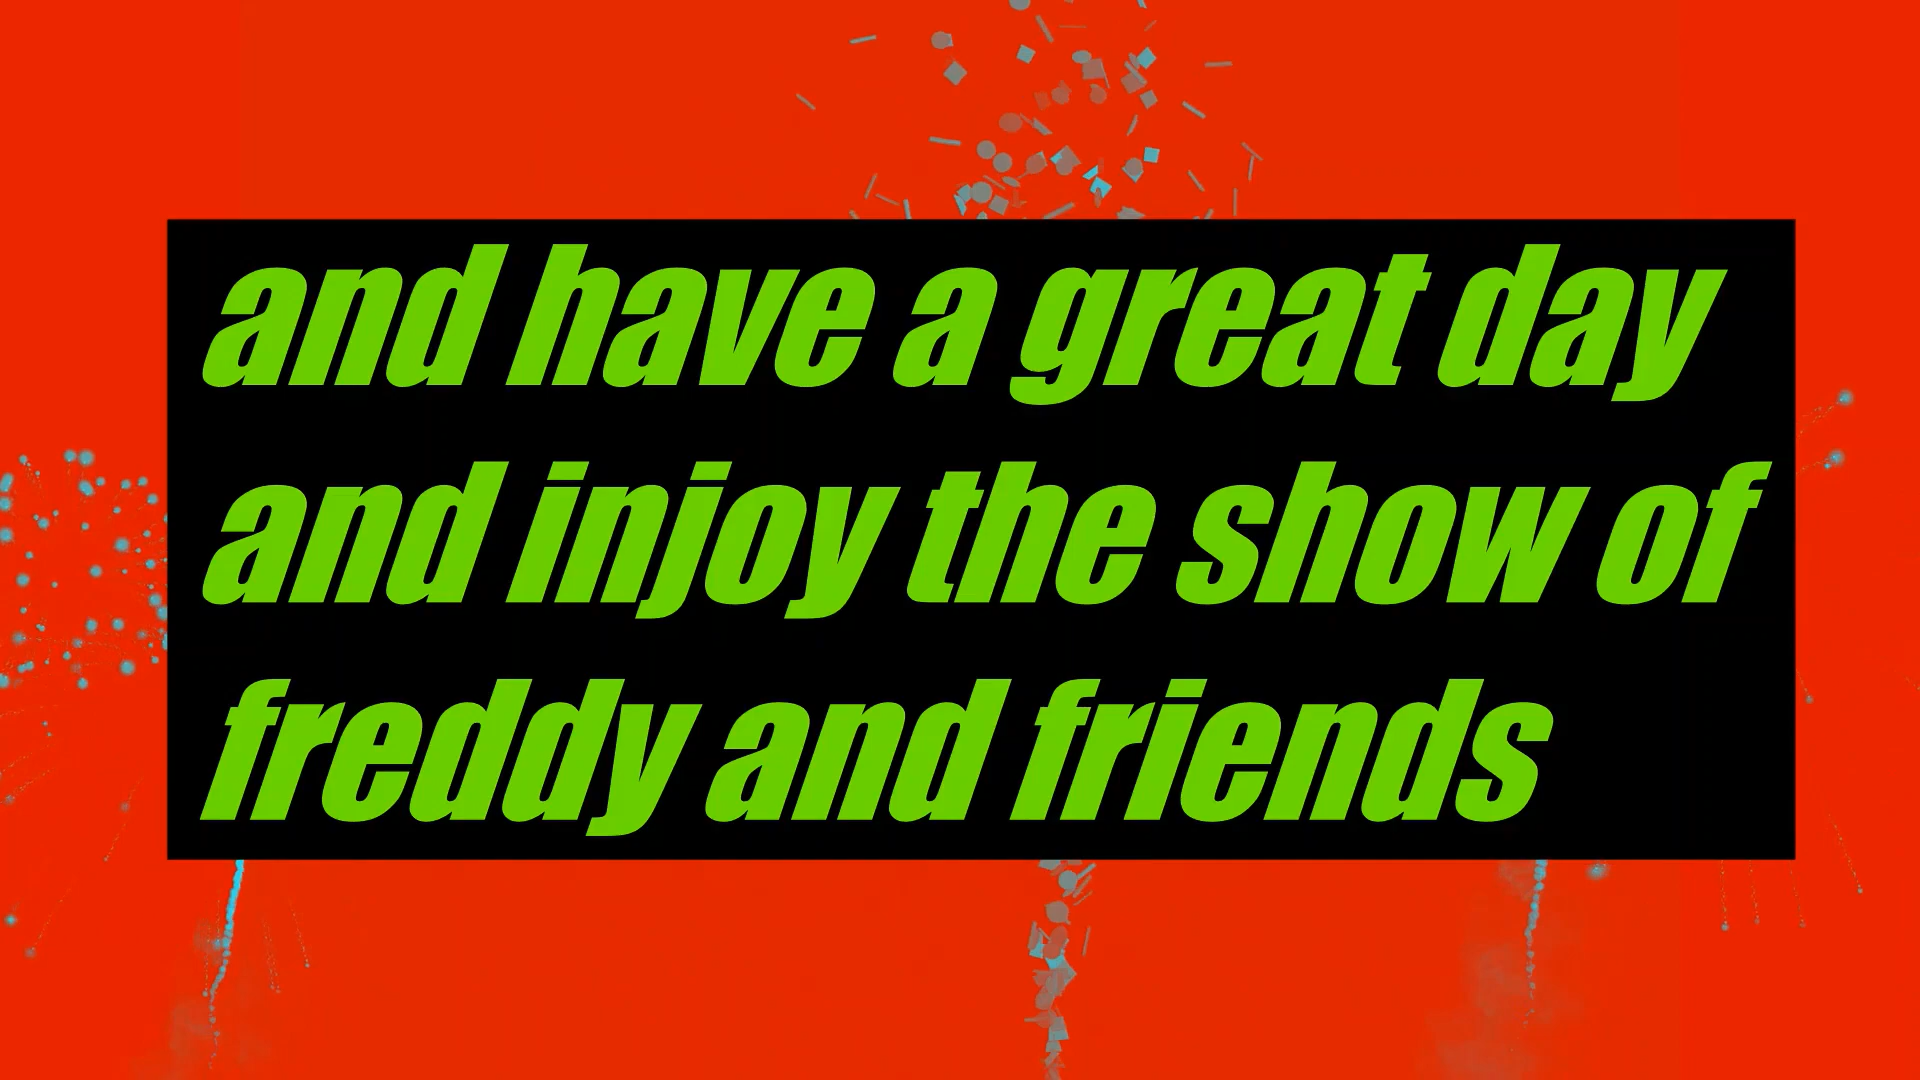 and have a great day
and injoy the show of
freddy and friends